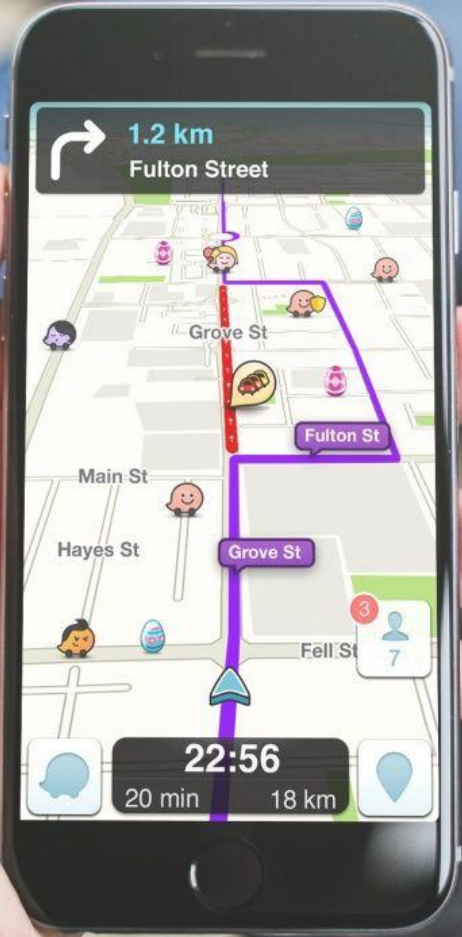 1.2 km
Fulton Street
Grove St
Fulton St
Main St
Grove St
Hayes St
Fell St
3
7
22:56
20 min 18 km